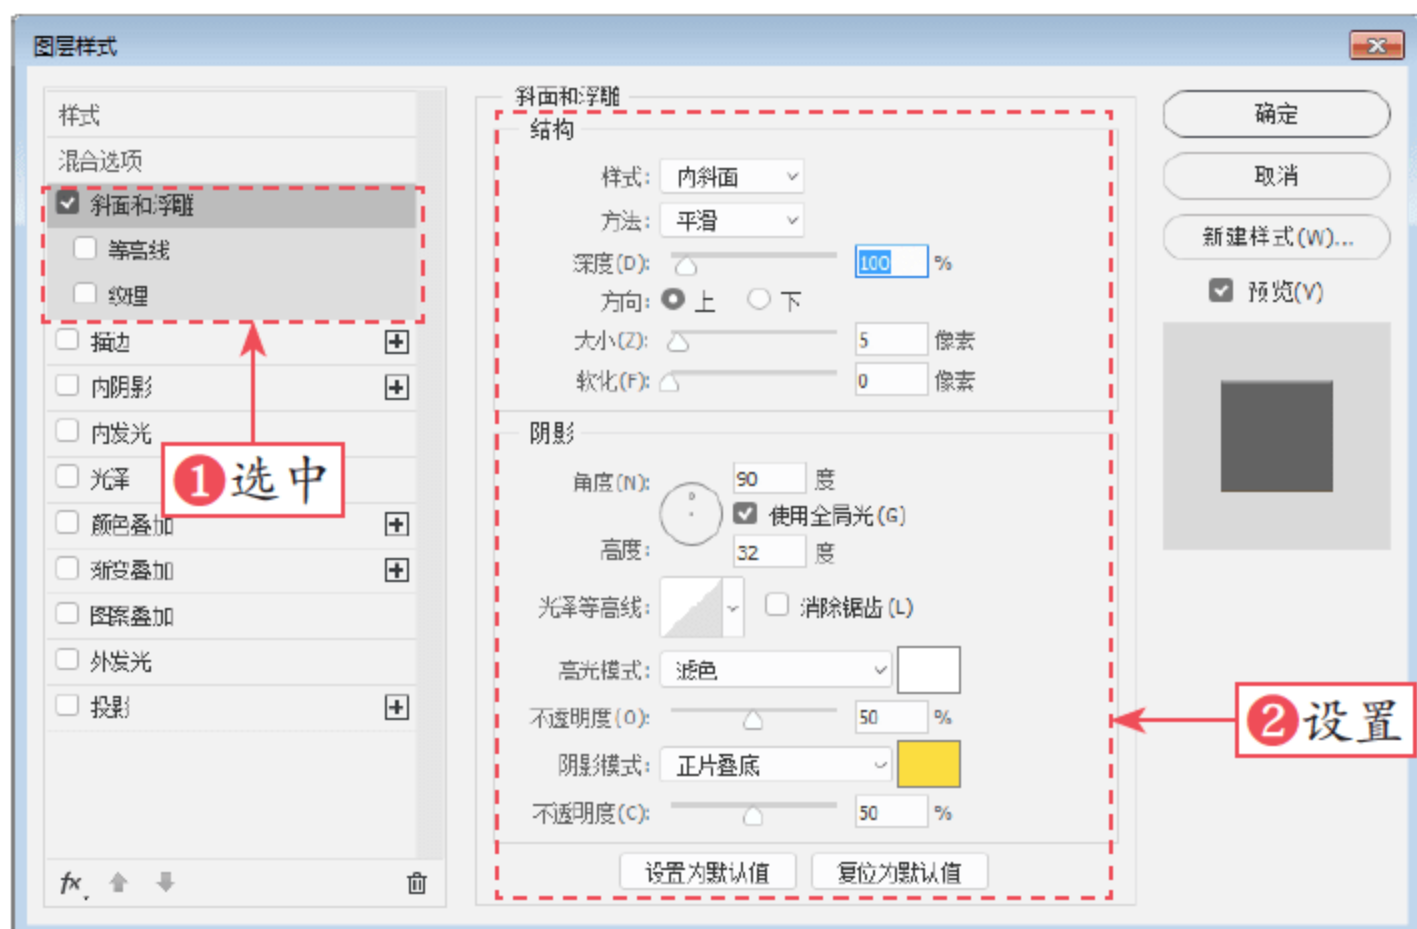 图层样式
样式
混合选项
斜面和浮雕
等高线
纹理
描边
内阴影
内发光
光泽
颜色叠加
渐变叠加
图案叠加
外发光
投影
fx
1选中
斜面和浮雕
结构
样式: 内斜面
方法: 平滑
深度(D): 100 %
方向: 上 下
大小(Z): 5 像素
软化(F): 0 像素
阴影
角度(N): 90 度
使用全局光(G)
高度: 32 度
光泽等高线: 消除锯齿(L)
高光模式: 滤色
不透明度(O): 50 %
阴影模式: 正片叠底
不透明度(C): 50 %
设置为默认值 复位为默认值
确定
取消
新建样式(W)...
预览(V)
2设置